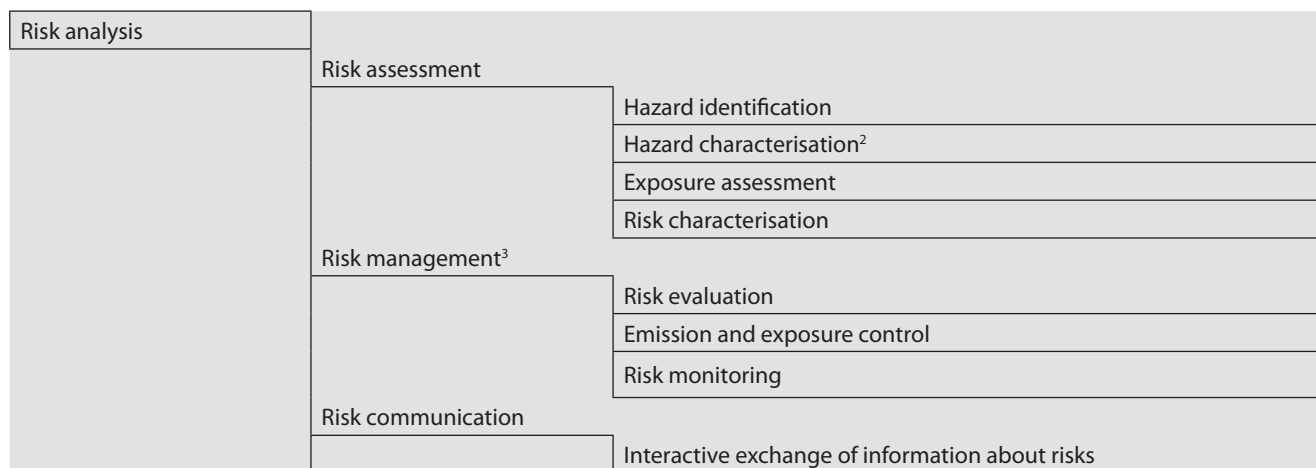 Risk analysis
Risk assessment
Hazard identification
Hazard characterisation²
Exposure assessment
Risk characterisation
Risk management³
Risk evaluation
Emission and exposure control
Risk monitoring
Risk communication
Interactive exchange of information about risks